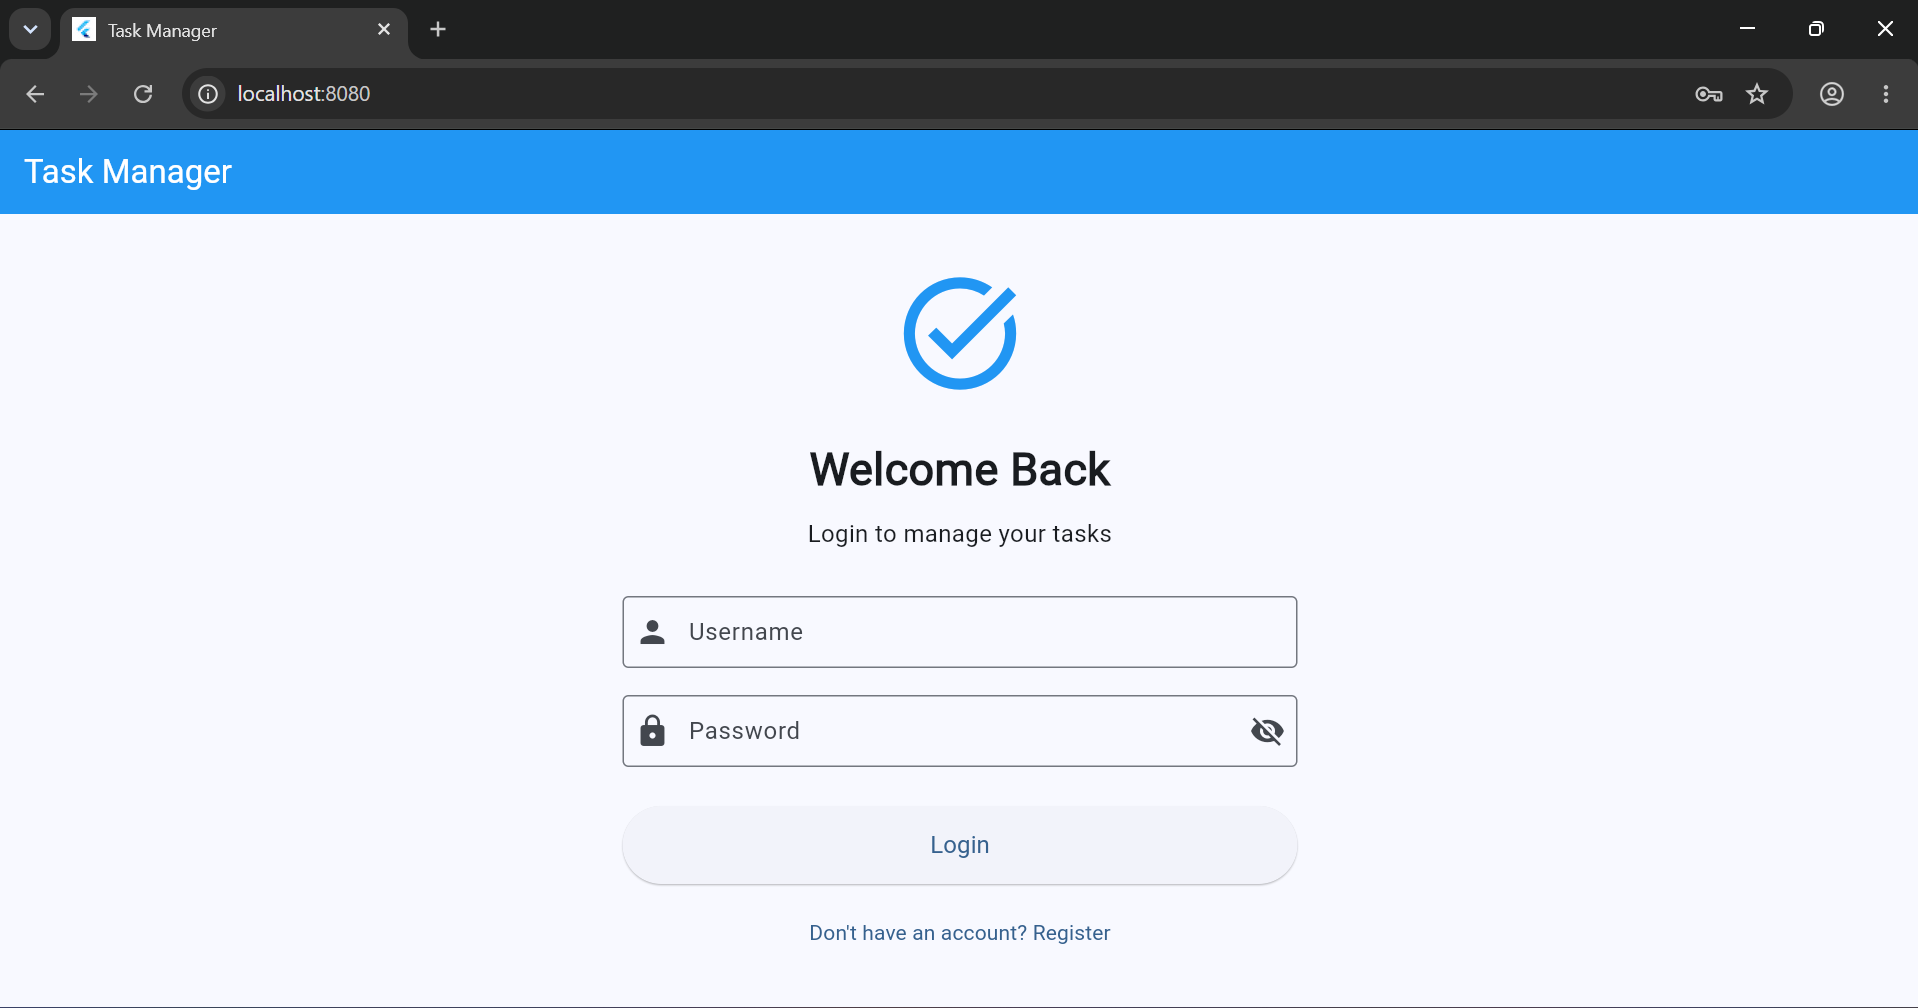 Task Manager
localhost:8080
Task Manager
Welcome Back
Login to manage your tasks
Username
Password
Login
Don't have an account? Register